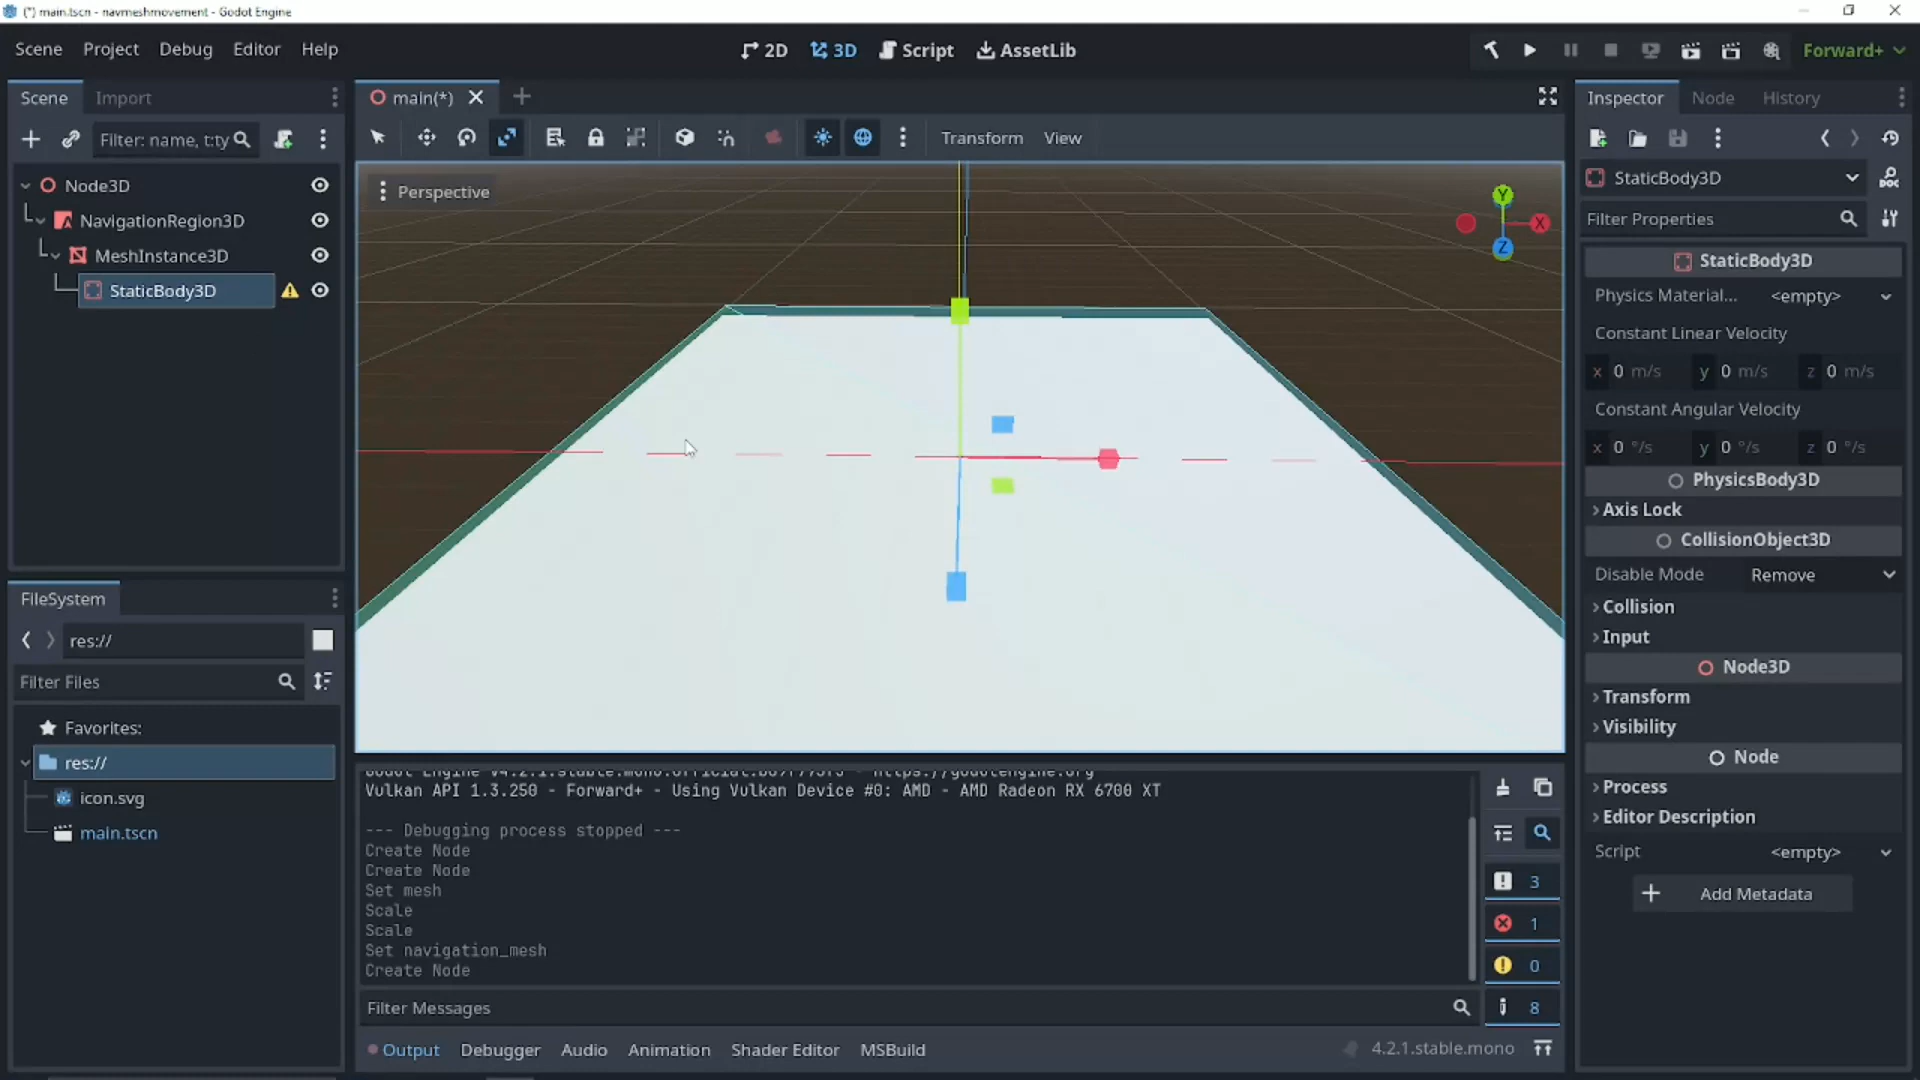 (*) main.tscn - navmeshmovement - Godot Engine
Scene Project Debug Editor Help
2D 3D Script AssetLib
Forward+
Scene Import
main(*)
Inspector Node History
Filter: name, t:ty
Transform View
Node3D
NavigationRegion3D
MeshInstance3D
StaticBody3D
Perspective
Y
X
Z
StaticBody3D
Filter Properties
StaticBody3D
Physics Material... <empty>
Constant Linear Velocity
x 0 m/s y 0 m/s z 0 m/s
Constant Angular Velocity
x 0 °/s y 0 °/s z 0 °/s
PhysicsBody3D
Axis Lock
CollisionObject3D
Disable Mode Remove
Collision
Input
Node3D
Transform
Visibility
Node
Process
Editor Description
Script <empty>
Add Metadata
FileSystem
res://
Filter Files
Favorites:
res://
icon.svg
main.tscn
Vulkan API 1.3.250 - Forward+ - Using Vulkan Device #0: AMD - AMD Radeon RX 6700 XT
--- Debugging process stopped ---
Create Node
Create Node
Set mesh
Scale
Scale
Set navigation_mesh
Create Node
3
1
0
8
Filter Messages
Output Debugger Audio Animation Shader Editor MSBuild
4.2.1.stable.mono